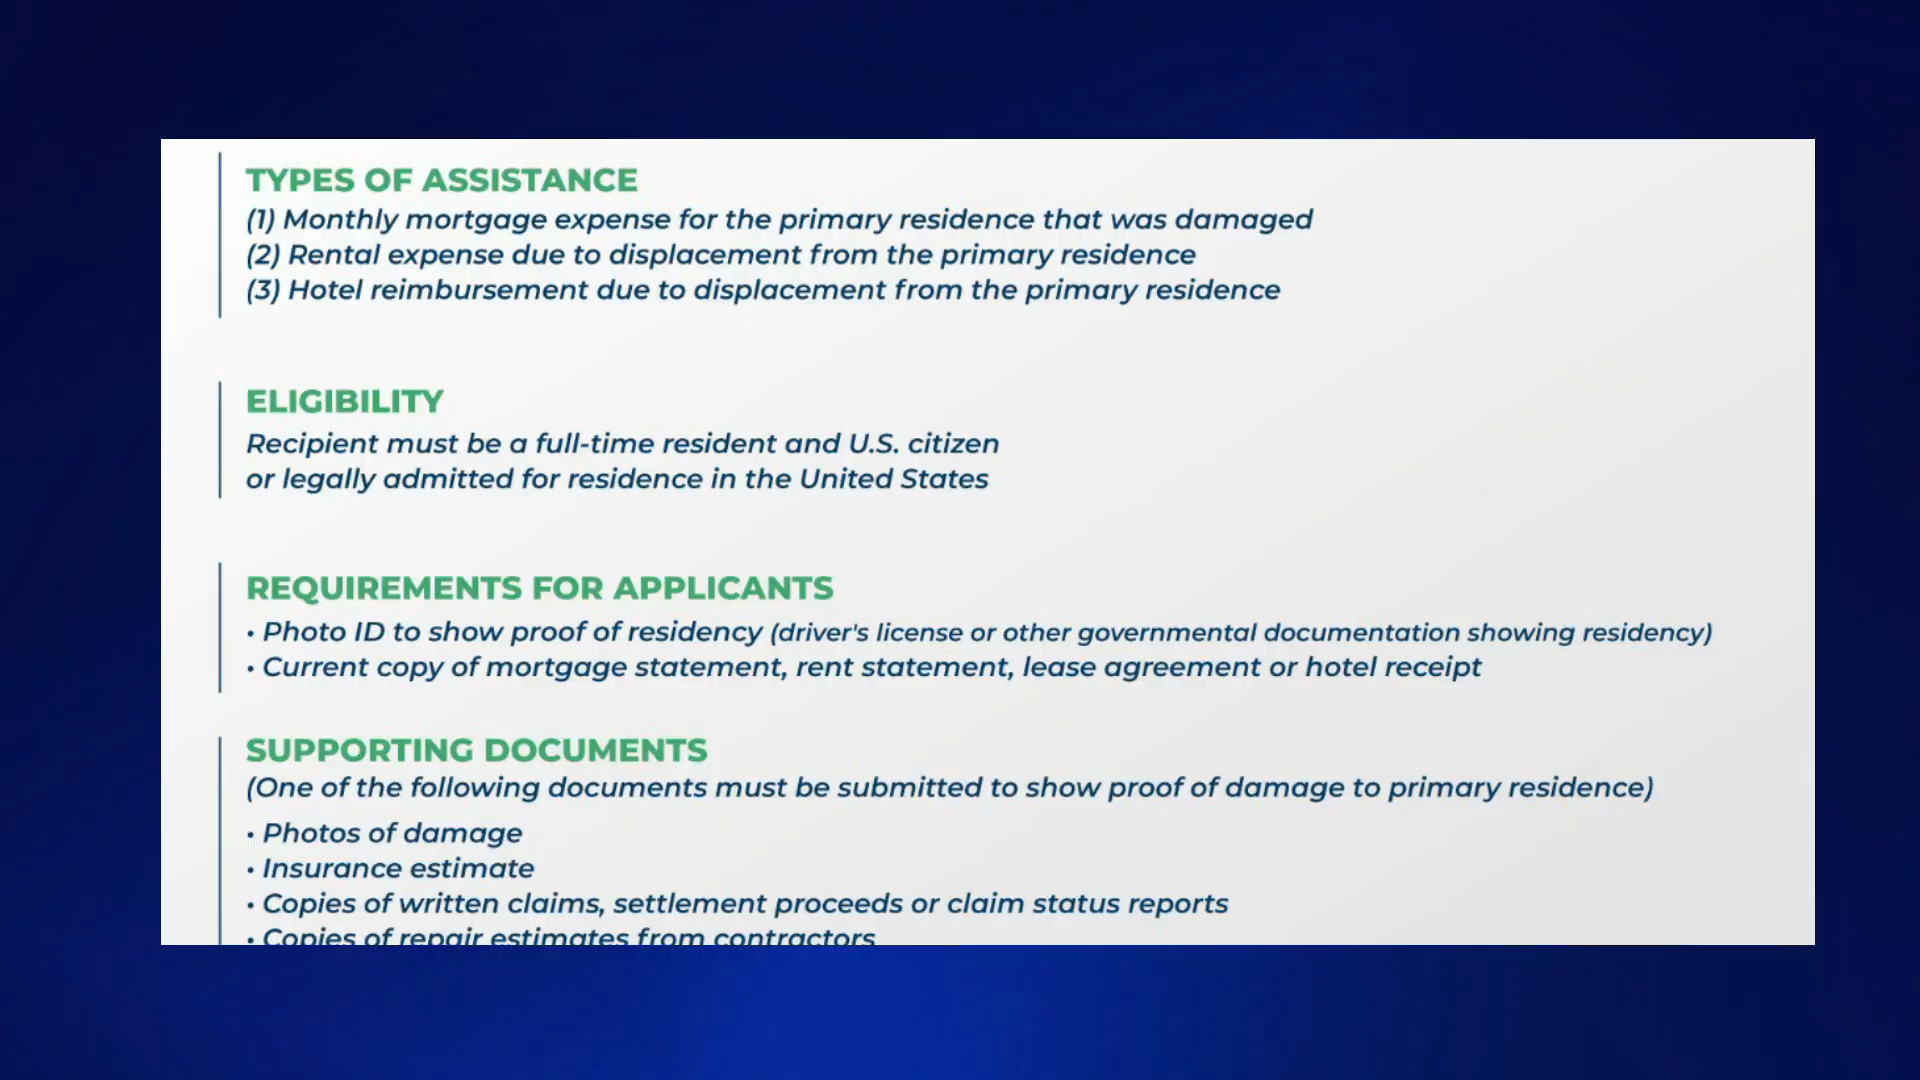 TYPES OF ASSISTANCE
(1) Monthly mortgage expense for the primary residence that was damaged
(2) Rental expense due to displacement from the primary residence
(3) Hotel reimbursement due to displacement from the primary residence
ELIGIBILITY
Recipient must be a full-time resident and U.S. citizen
or legally admitted for residence in the United States
REQUIREMENTS FOR APPLICANTS
• Photo ID to show proof of residency (driver's license or other governmental documentation showing residency)
• Current copy of mortgage statement, rent statement, lease agreement or hotel receipt
SUPPORTING DOCUMENTS
(One of the following documents must be submitted to show proof of damage to primary residence)
• Photos of damage
• Insurance estimate
• Copies of written claims, settlement proceeds or claim status reports
• Copies of repair estimates from contractors